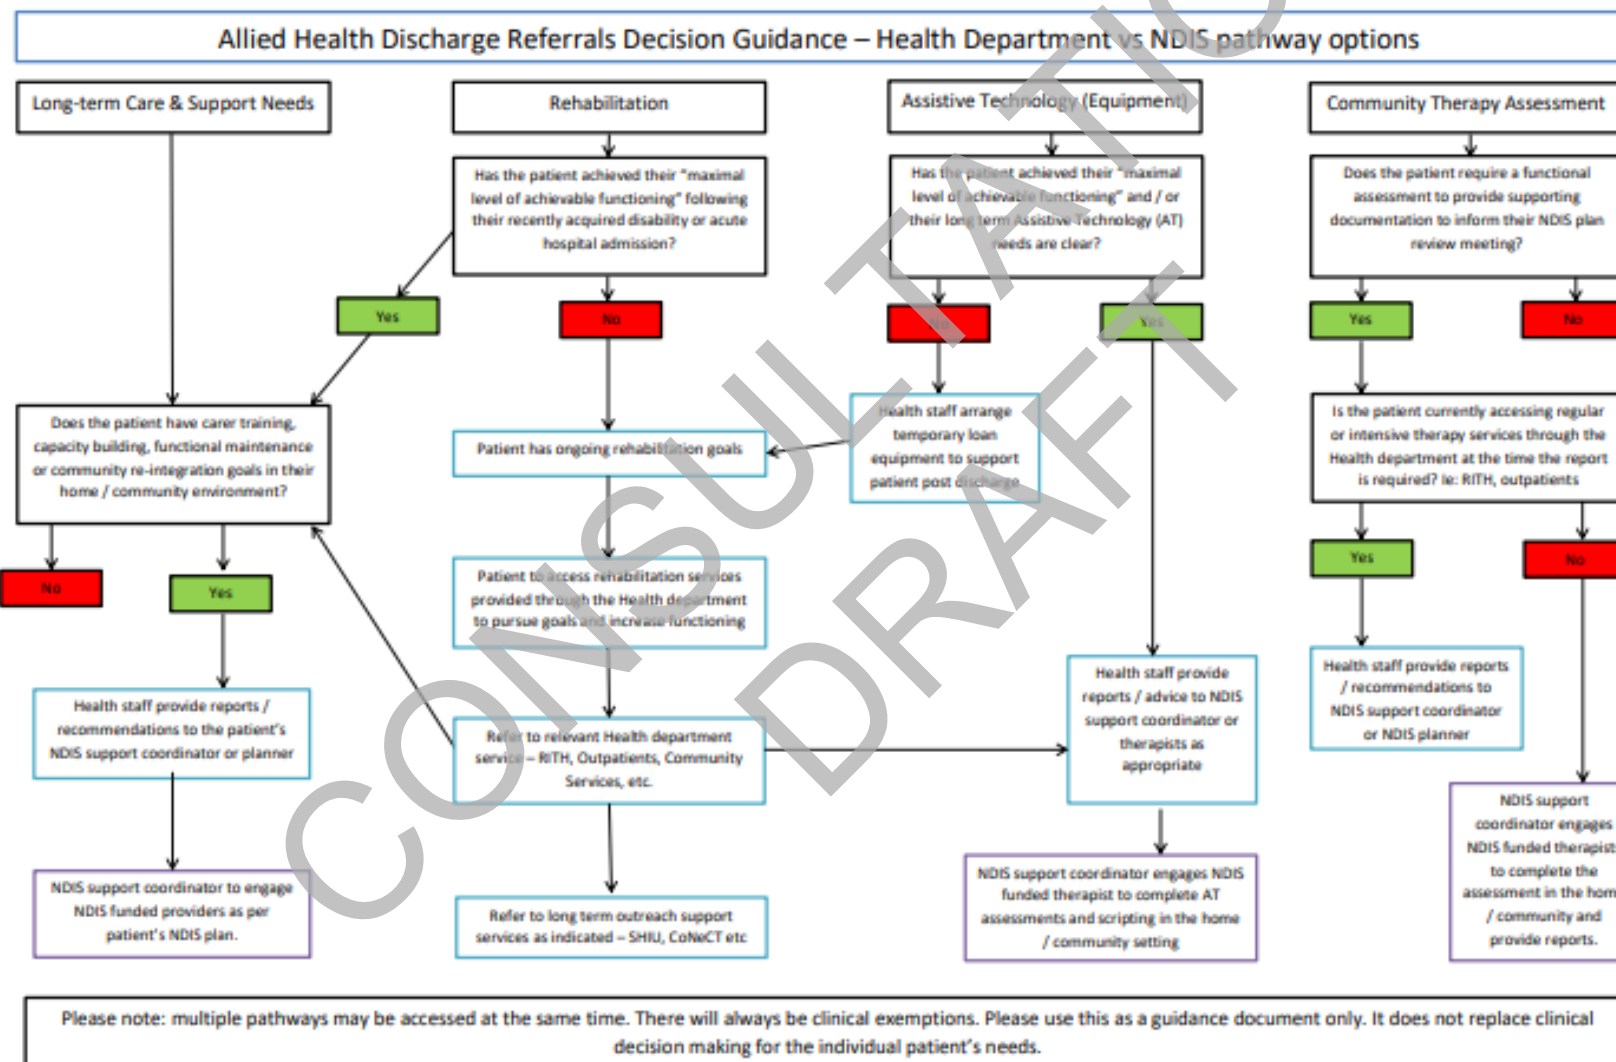 Allied Health Discharge Referrals Decision Guidance – Health Department vs NDIS pathway options
Long-term Care & Support Needs
Rehabilitation
Assistive Technology (Equipment)
Community Therapy Assessment
Has the patient achieved their "maximal
level of achievable functioning" following
their recently acquired disability or acute
hospital admission?
Has the patient achieved their "maximal
level of achievable functioning" and / or
their long term Assistive Technology (AT)
needs are clear?
Does the patient require a functional
assessment to provide supporting
documentation to inform their NDIS plan
review meeting?
Yes
No
No
Yes
Yes
No
Does the patient have carer training,
capacity building, functional maintenance
or community re-integration goals in their
home / community environment?
Patient has ongoing rehabilitation goals
Health staff arrange
temporary loan
equipment to support
patient post discharge
Is the patient currently accessing regular
or intensive therapy services through the
Health department at the time the report
is required? Ie: RITH, outpatients
No
Yes
Patient to access rehabilitation services
provided through the Health department
to pursue goals and increase functioning
Yes
No
Health staff provide reports /
recommendations to the patient's
NDIS support coordinator or planner
Refer to relevant Health department
service – RITH, Outpatients, Community
Services, etc.
Health staff provide
reports / advice to NDIS
support coordinator or
therapists as
appropriate
Health staff provide reports
/ recommendations to
NDIS support coordinator
or NDIS planner
NDIS support coordinator to engage
NDIS funded providers as per
patient's NDIS plan.
Refer to long term outreach support
services as indicated – SHIU, CoNeCT etc
NDIS support coordinator engages NDIS
funded therapist to complete AT
assessments and scripting in the home
/ community setting
NDIS support
coordinator engages
NDIS funded therapist
to complete the
assessment in the hom
/ community and
provide reports.
Please note: multiple pathways may be accessed at the same time. There will always be clinical exemptions. Please use this as a guidance document only. It does not replace clinical
decision making for the individual patient's needs.
CONSULTATIO
DRAFT